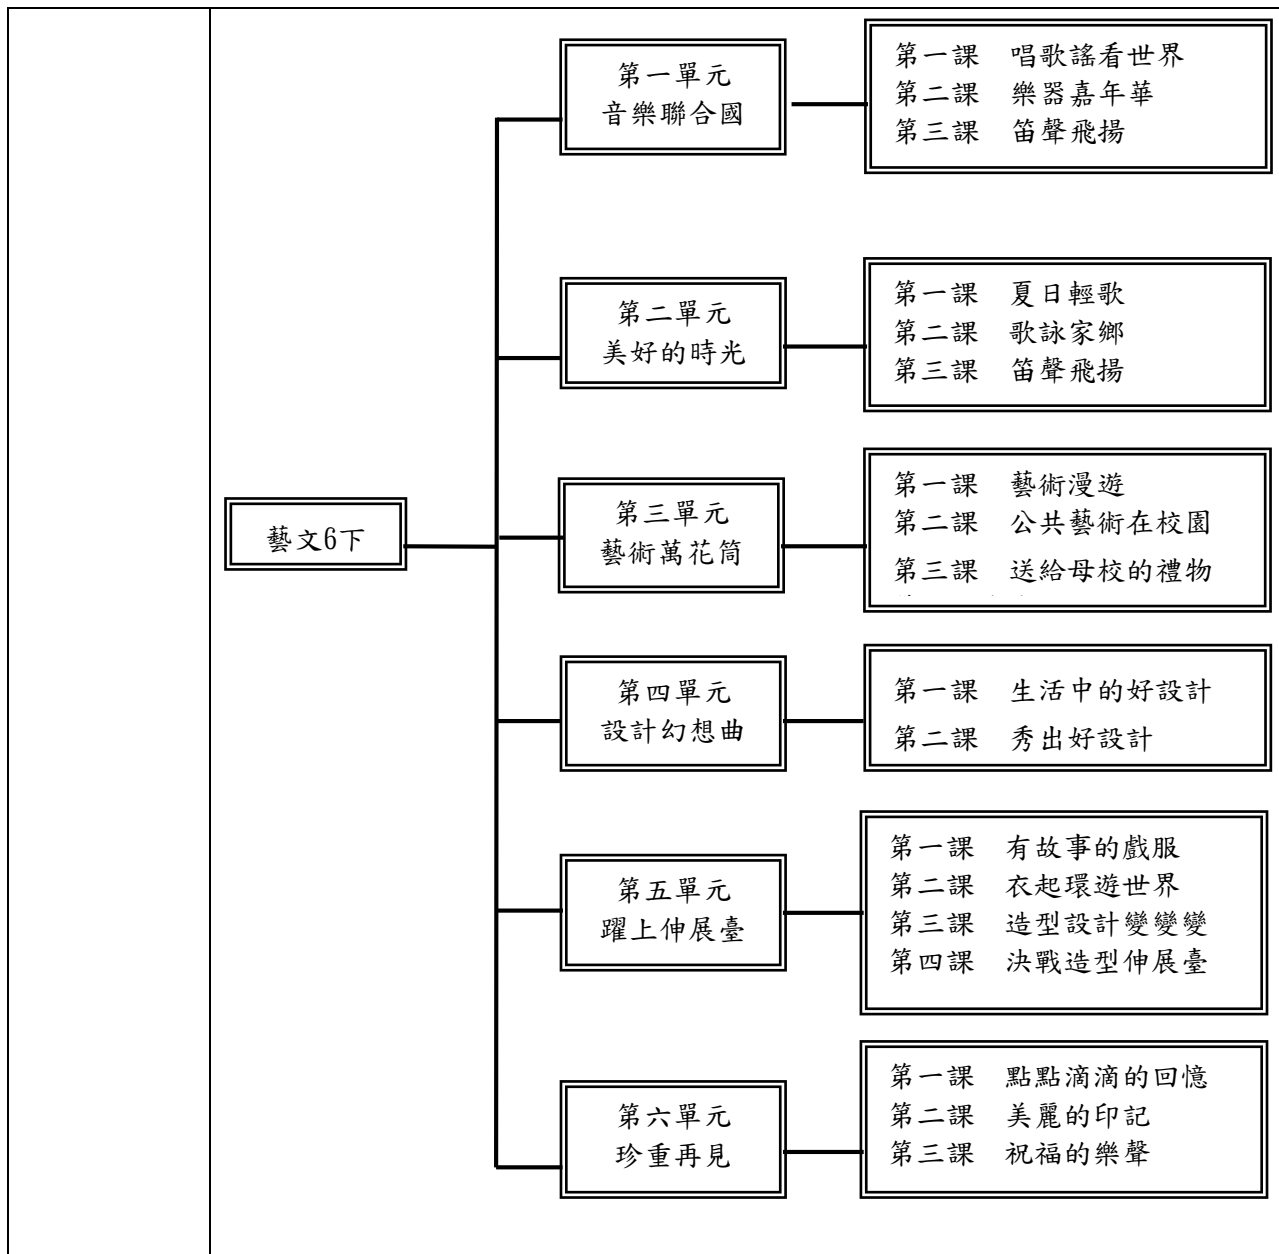 第一單元
音樂聯合國
第一課　唱歌謠看世界
第二課　樂器嘉年華
第三課　笛聲飛揚
第二單元
美好的時光
第一課　夏日輕歌
第二課　歌詠家鄉
第三課　笛聲飛揚
藝文6下
第三單元
藝術萬花筒
第一課　藝術漫遊
第二課　公共藝術在校園
第三課　送給母校的禮物
第四單元
設計幻想曲
第一課　生活中的好設計
第二課　秀出好設計
第五單元
躍上伸展臺
第一課　有故事的戲服
第二課　衣起環遊世界
第三課　造型設計變變變
第四課　決戰造型伸展臺
第六單元
珍重再見
第一課　點點滴滴的回憶
第二課　美麗的印記
第三課　祝福的樂聲